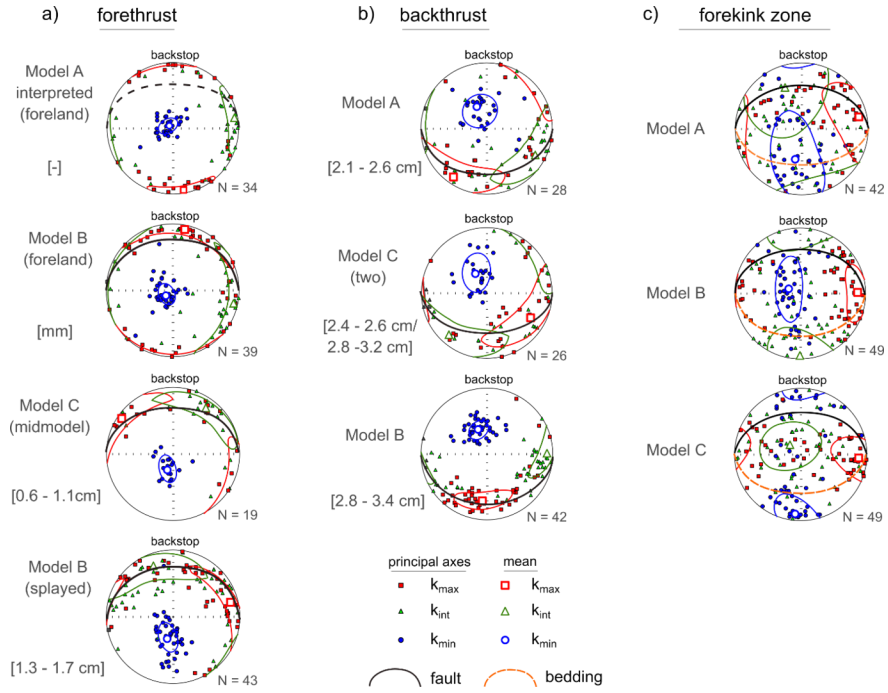 a) forethrust
b) backthrust
c) forekink zone
backstop
Model A
interpreted
(foreland)
[-]
N = 34
backstop
Model B
(foreland)
[mm]
N = 39
backstop
Model C
(midmodel)
[0.6 - 1.1cm]
N = 19
backstop
Model B
(splayed)
[1.3 - 1.7 cm]
N = 43
backstop
Model A
[2.1 - 2.6 cm]
N = 28
backstop
Model C
(two)
[2.4 - 2.6 cm/
2.8 -3.2 cm]
N = 26
backstop
Model B
[2.8 - 3.4 cm]
N = 42
backstop
Model A
N = 42
backstop
Model B
N = 49
backstop
Model C
N = 49
principal axes mean
kmax kmax
kint kint
kmin kmin
fault bedding